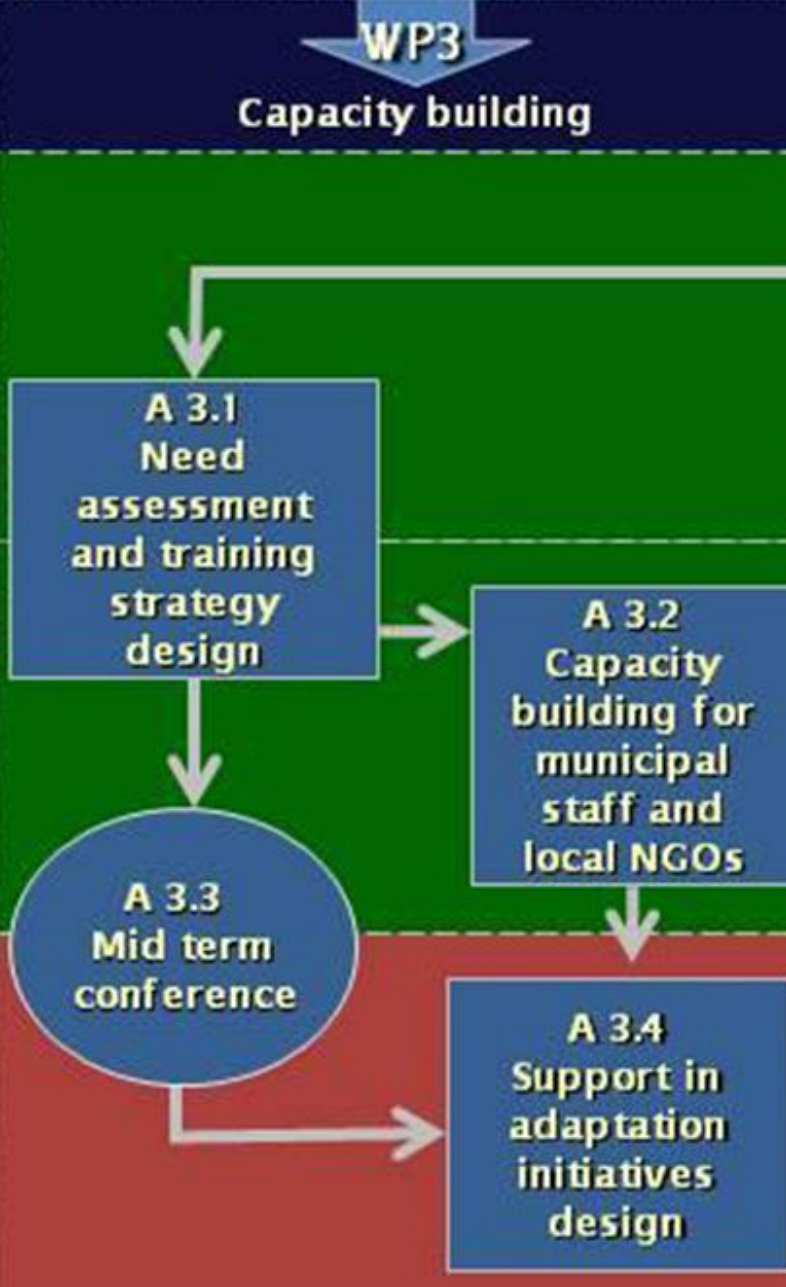 WP3
Capacity building
A 3.1
Need
assessment
and training
strategy
design
A 3.2
Capacity
building for
municipal
staff and
local NGOs
A 3.3
Mid term
conference
A 3.4
Support in
adaptation
initiatives
design